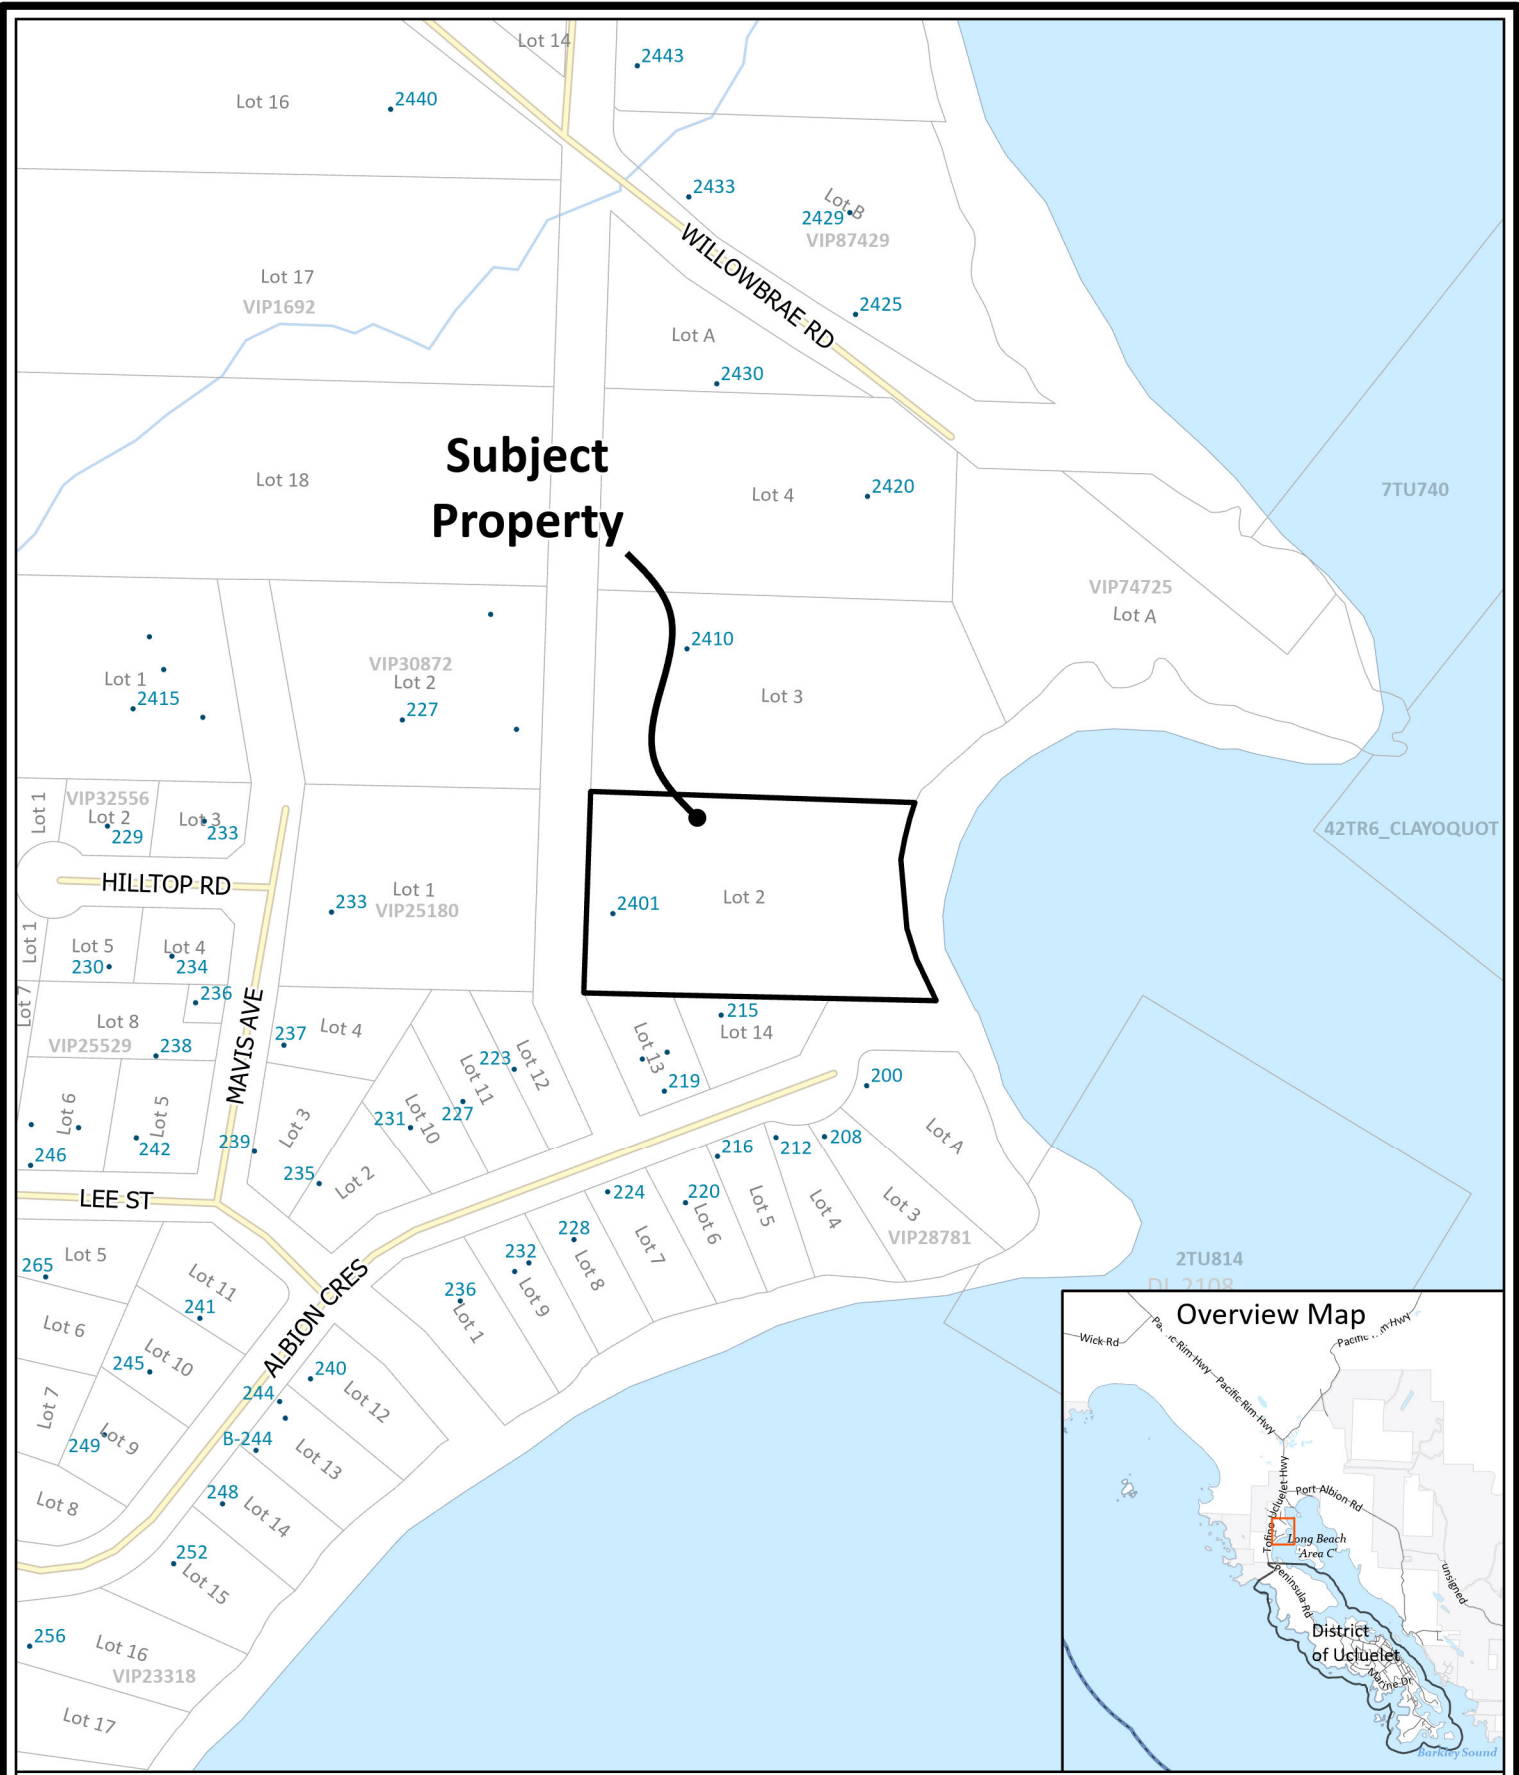 Lot 14
2443
Lot 16
2440
2433
Lot B
2429
VIP87429
WILLOWBRAE RD
Lot 17
VIP1692
2425
Lot A
2430
Subject
Property
Lot 18
Lot 4
2420
7TU740
VIP74725
Lot A
2410
Lot 3
Lot 1
2415
VIP30872
Lot 2
227
Lot 1
VIP32556
Lot 2
229
Lot 3
233
42TR6_CLAYOQUOT
HILLTOP RD
233
Lot 1
VIP25180
2401
Lot 2
Lot 1
Lot 5
230
Lot 4
234
236
Lot 7
Lot 8
VIP25529
238
MAVIS AVE
237
Lot 4
215
Lot 14
Lot 13
219
223
Lot 12
Lot 11
227
200
Lot 6
Lot 5
242
246
239
Lot 3
235
Lot 2
231
Lot 10
216
212
208
Lot A
LEE ST
224
220
Lot 6
Lot 5
Lot 4
Lot 3
VIP28781
Lot 7
228
Lot 8
232
Lot 9
236
Lot 1
265
Lot 5
Lot 11
241
ALBION CRES
2TU814
DL 2108
Lot 6
245
Lot 10
240
Lot 12
244
Lot 7
249
Lot 9
B-244
Lot 13
Lot 8
248
Lot 14
252
Lot 15
256
Lot 16
VIP23318
Lot 17
Overview Map
Wick Rd
Pacific Rim Hwy
Pacific Rim Hwy
Tofino-Ucluelet Hwy
Port Albion Rd
Long Beach
'Area C'
Peninsula Rd
unsigned
District
of Ucluelet
Marine Dr
Barkley Sound